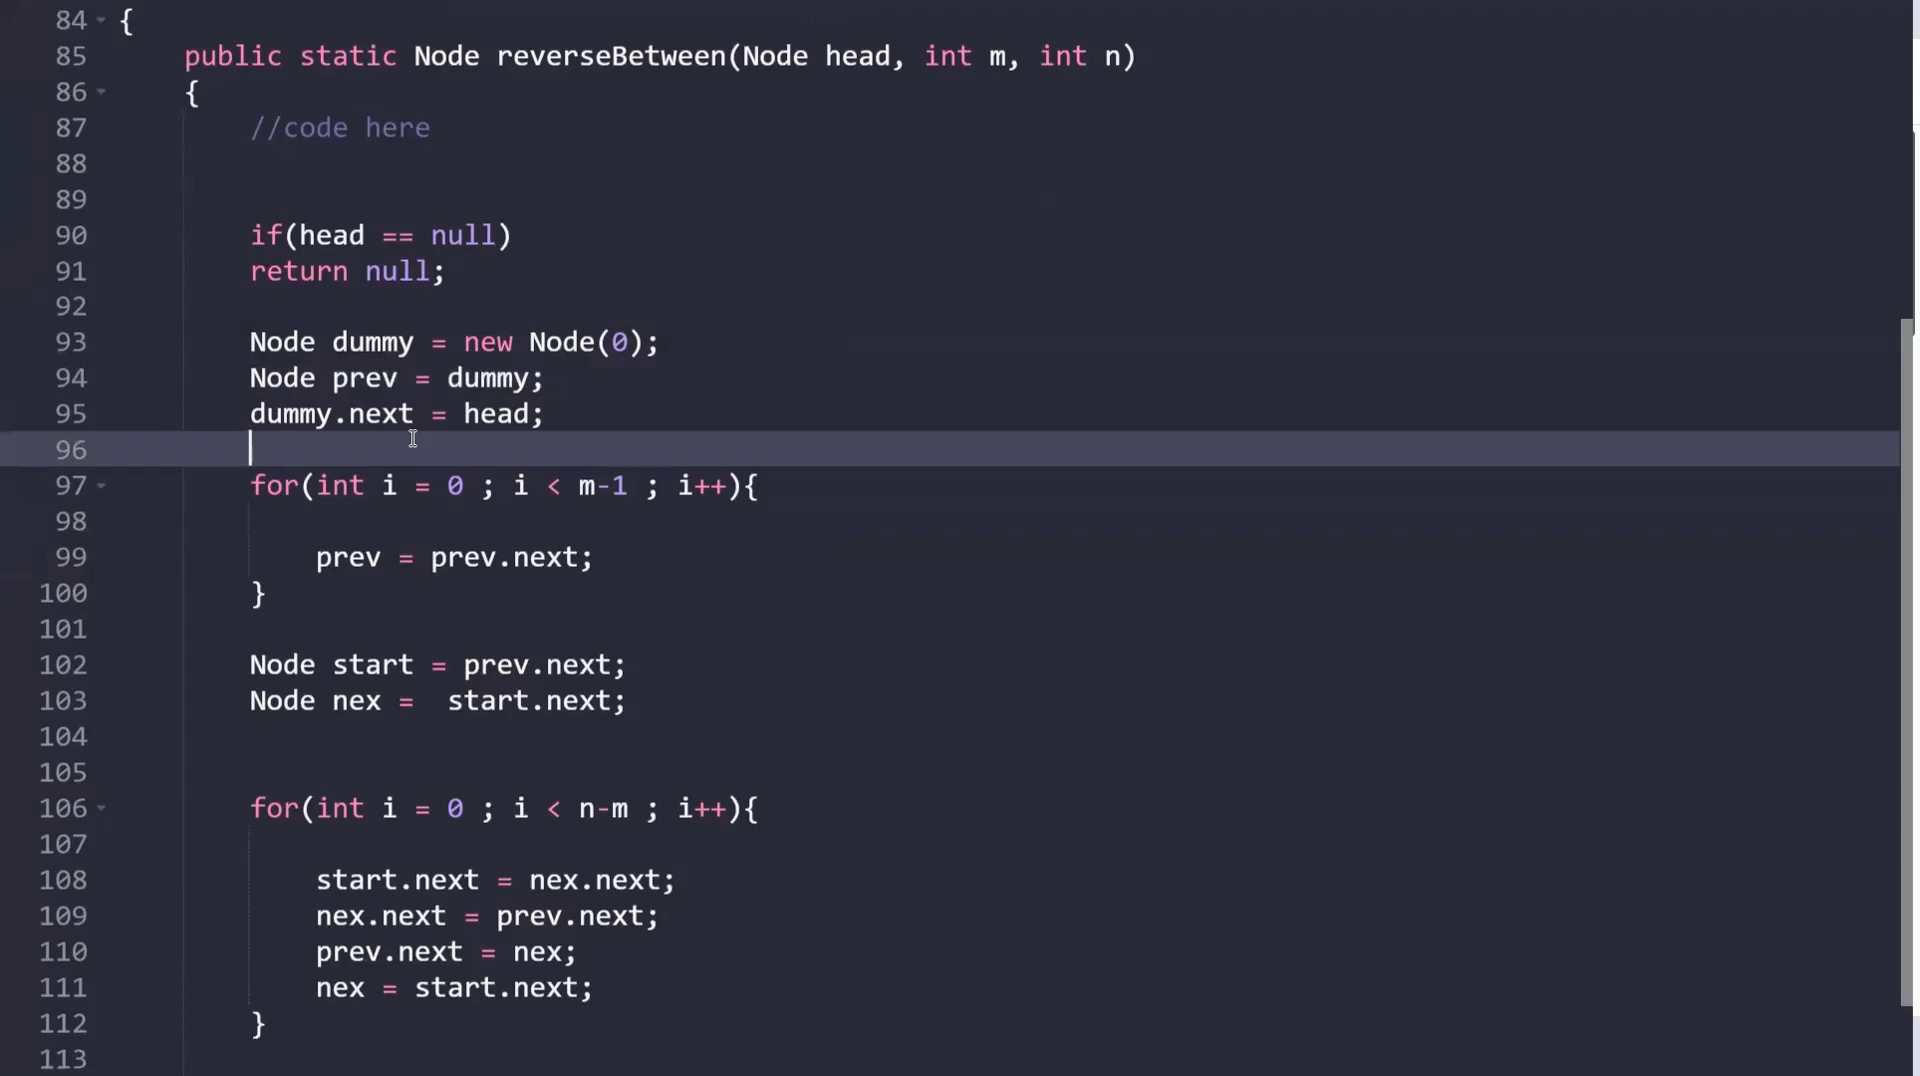 84 {
85 public static Node reverseBetween(Node head, int m, int n)
86 {
87 //code here
88
89
90 if(head == null)
91 return null;
92
93 Node dummy = new Node(0);
94 Node prev = dummy;
95 dummy.next = head;
96
97 for(int i = 0 ; i < m-1 ; i++){
98
99 prev = prev.next;
100 }
101
102 Node start = prev.next;
103 Node nex =  start.next;
104
105
106 for(int i = 0 ; i < n-m ; i++){
107
108 start.next = nex.next;
109 nex.next = prev.next;
110 prev.next = nex;
111 nex = start.next;
112 }
113